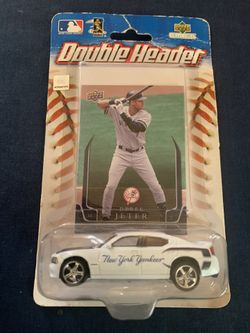 Double Header
DEREK
JETER
New York Yankees